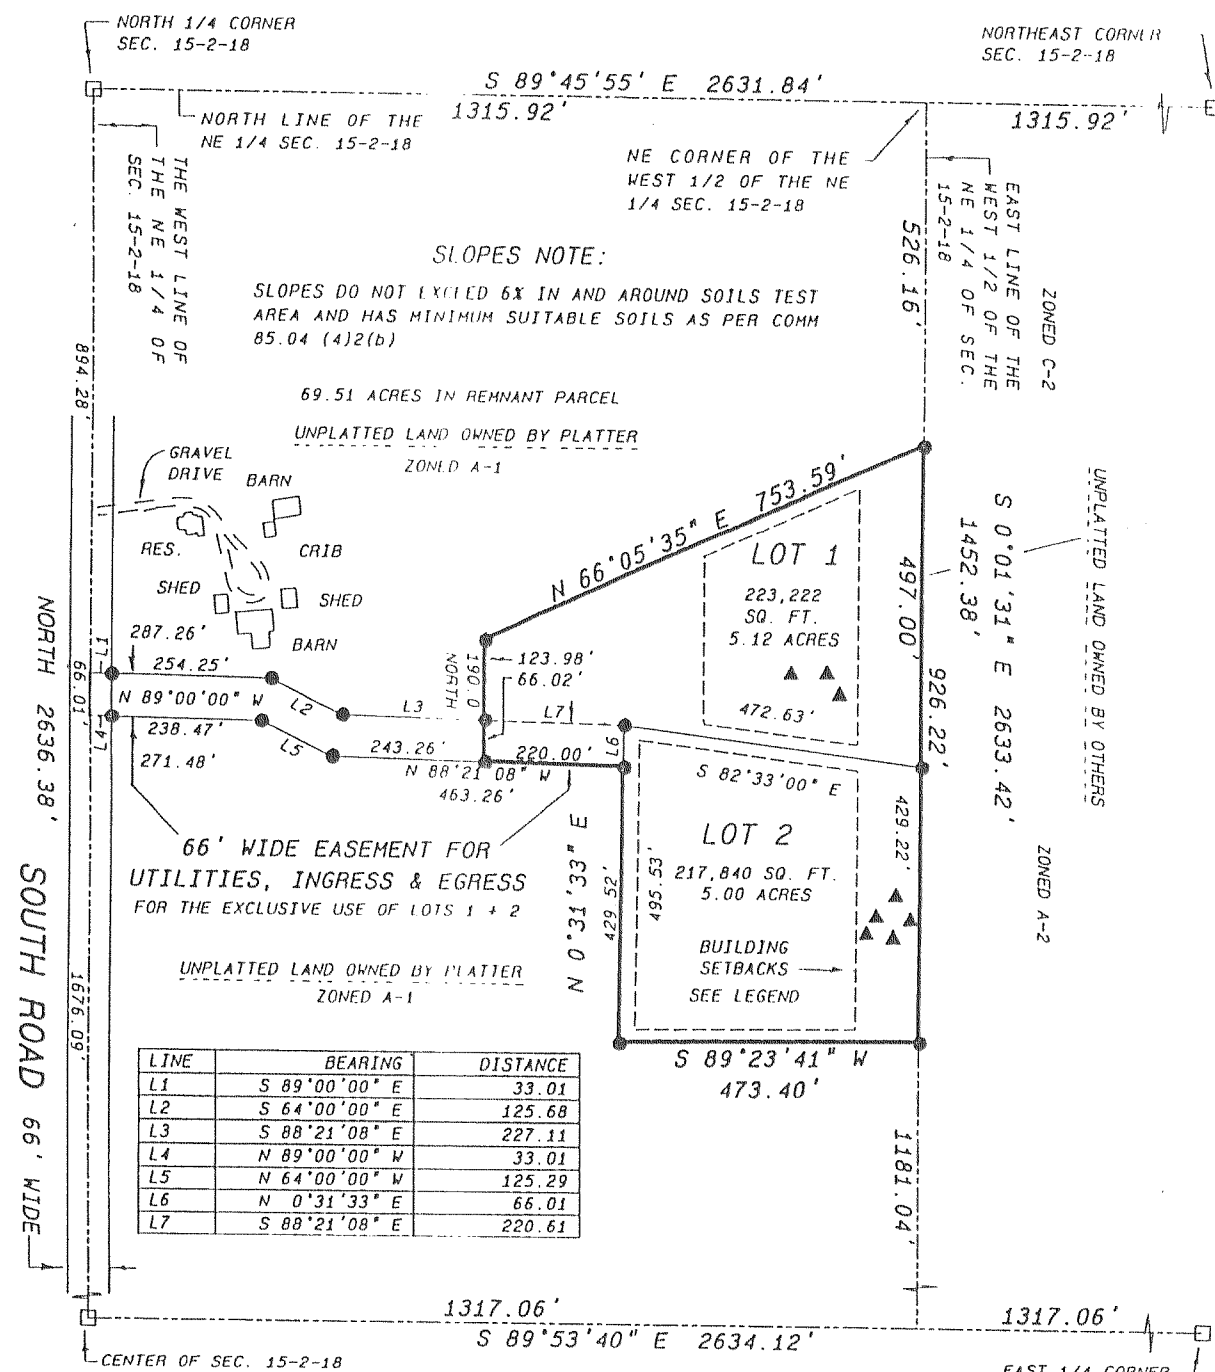 NORTH 1/4 CORNER
SEC. 15-2-18
NORTHEAST CORNER
SEC. 15-2-18
S 89°45'55' E 2631.84'
1315.92'
1315.92'
NORTH LINE OF THE
NE 1/4 SEC. 15-2-18
NE CORNER OF THE
WEST 1/2 OF THE NE
1/4 SEC. 15-2-18
THE WEST LINE OF
THE NE 1/4 OF
SEC. 15-2-18
EAST LINE OF THE
WEST 1/2 OF THE
NE 1/4 OF SEC.
15-2-18
526.16'
ZONED C-2
SLOPES NOTE:
SLOPES DO NOT EXCEED 6% IN AND AROUND SOILS TEST
AREA AND HAS MINIMUM SUITABLE SOILS AS PER COMM
85.04 (4)2(b)
894.28'
69.51 ACRES IN REMNANT PARCEL
UNPLATTED LAND OWNED BY PLATTER
ZONED A-1
GRAVEL
DRIVE
BARN
RES.
CRIB
SHED
SHED
BARN
N 66°05'35" E 753.59'
LOT 1
223,222
SQ. FT.
5.12 ACRES
472.63'
497.00'
926.22'
S 0°01'31" E 2633.42'
1452.38'
UNPLATTED LAND OWNED BY OTHERS
ZONED A-2
NORTH 2636.38'
66.01'
L1
L4
287.26'
254.25'
N 89°00'00" W
238.47'
271.48'
L2
L5
L3
243.26'
NORTH
190.0
123.98'
66.02'
L7
L6
220.00'
N 88°21'08" W
463.26'
S 82°33'00" E
66' WIDE EASEMENT FOR
UTILITIES, INGRESS & EGRESS
FOR THE EXCLUSIVE USE OF LOTS 1 + 2
N 0°31'33" E
429.52'
495.53'
LOT 2
217,840 SQ. FT.
5.00 ACRES
429.22'
BUILDING
SETBACKS
SEE LEGEND
UNPLATTED LAND OWNED BY PLATTER
ZONED A-1
S 89°23'41" W
473.40'
SOUTH ROAD 66' WIDE
1676.09'
LINE BEARING DISTANCE
L1 S 89°00'00" E 33.01
L2 S 64°00'00" E 125.68
L3 S 88°21'08" E 227.11
L4 N 89°00'00" W 33.01
L5 N 64°00'00" W 125.29
L6 N 0°31'33" E 66.01
L7 S 88°21'08" E 220.61
1181.04'
1317.06'
1317.06'
S 89°53'40" E 2634.12'
CENTER OF SEC. 15-2-18
EAST 1/4 CORNER